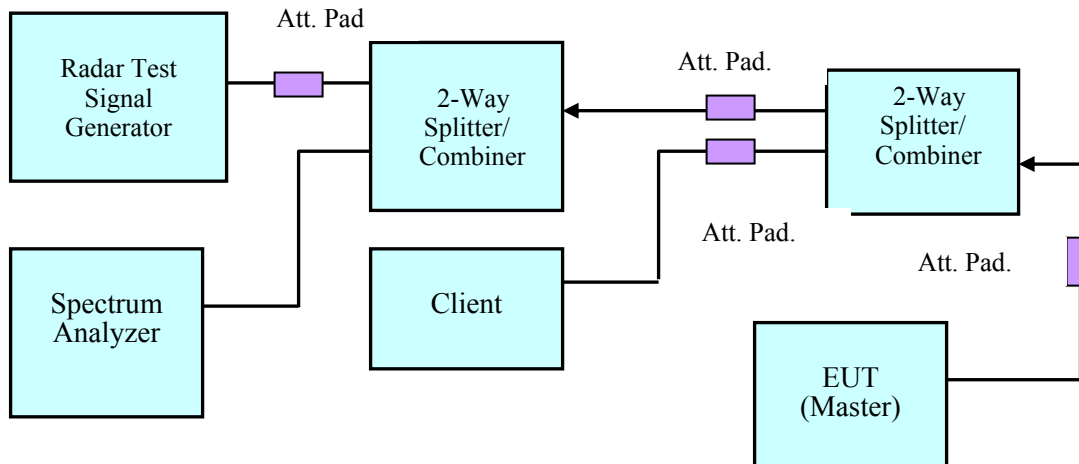 Att. Pad
Radar Test
Signal
Generator
2-Way
Splitter/
Combiner
Att. Pad.
2-Way
Splitter/
Combiner
Att. Pad.
Att. Pad.
Spectrum
Analyzer
Client
EUT
(Master)